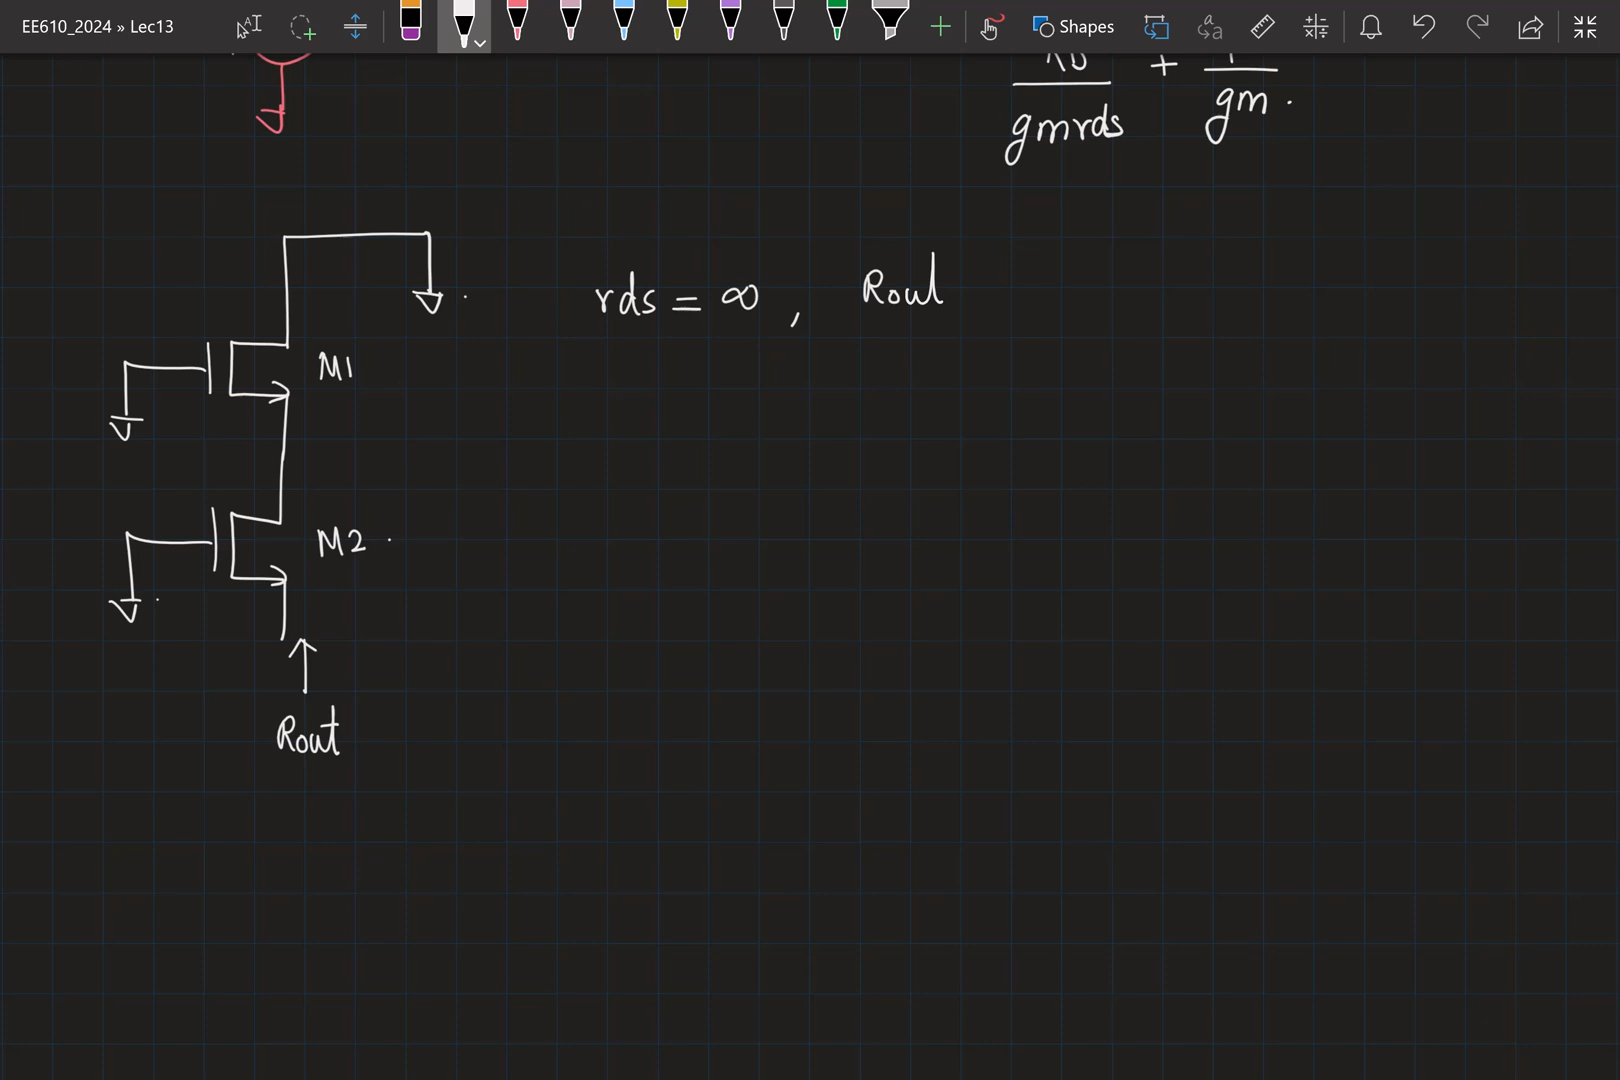 EE610_2024 » Lec13
Shapes
+
gmrds
gm.
rds = ∞ , Rout
M1
M2
Rout